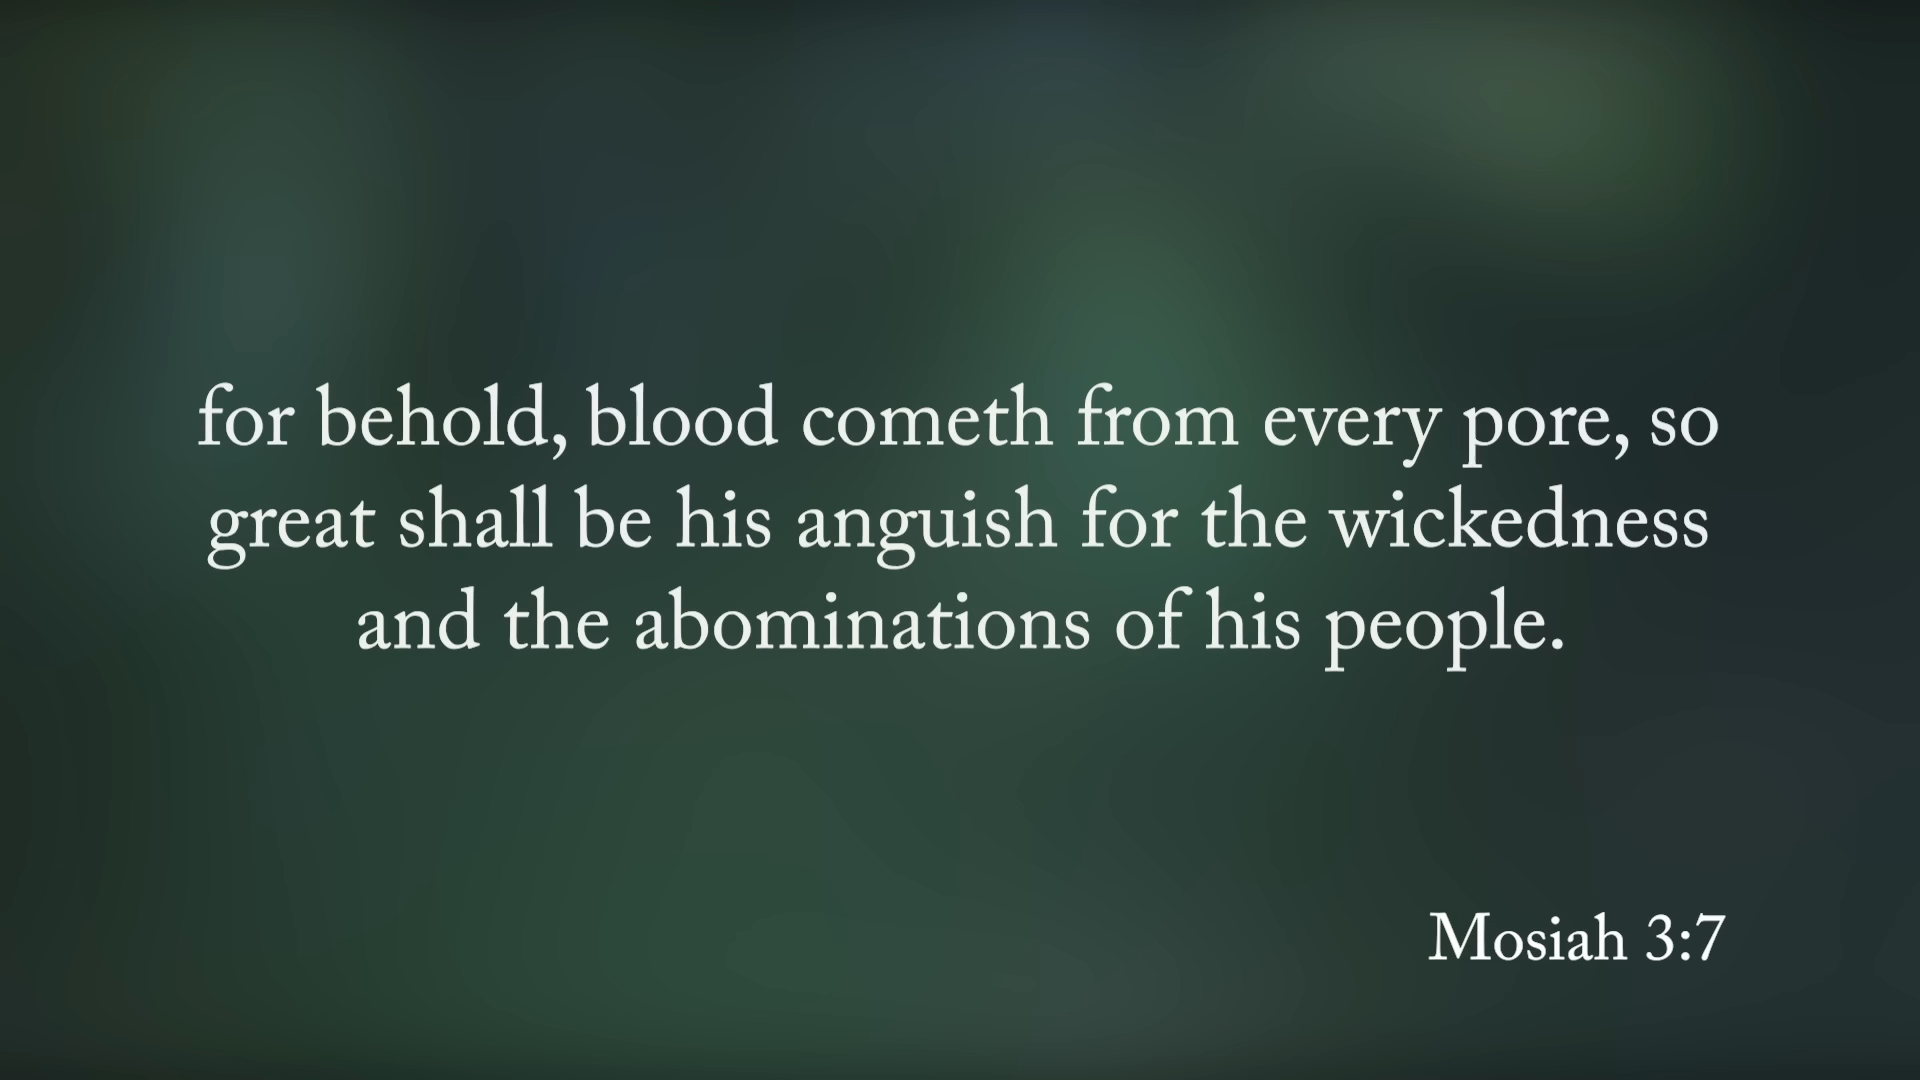 for behold, blood cometh from every pore, so
great shall be his anguish for the wickedness
and the abominations of his people.
Mosiah 3:7